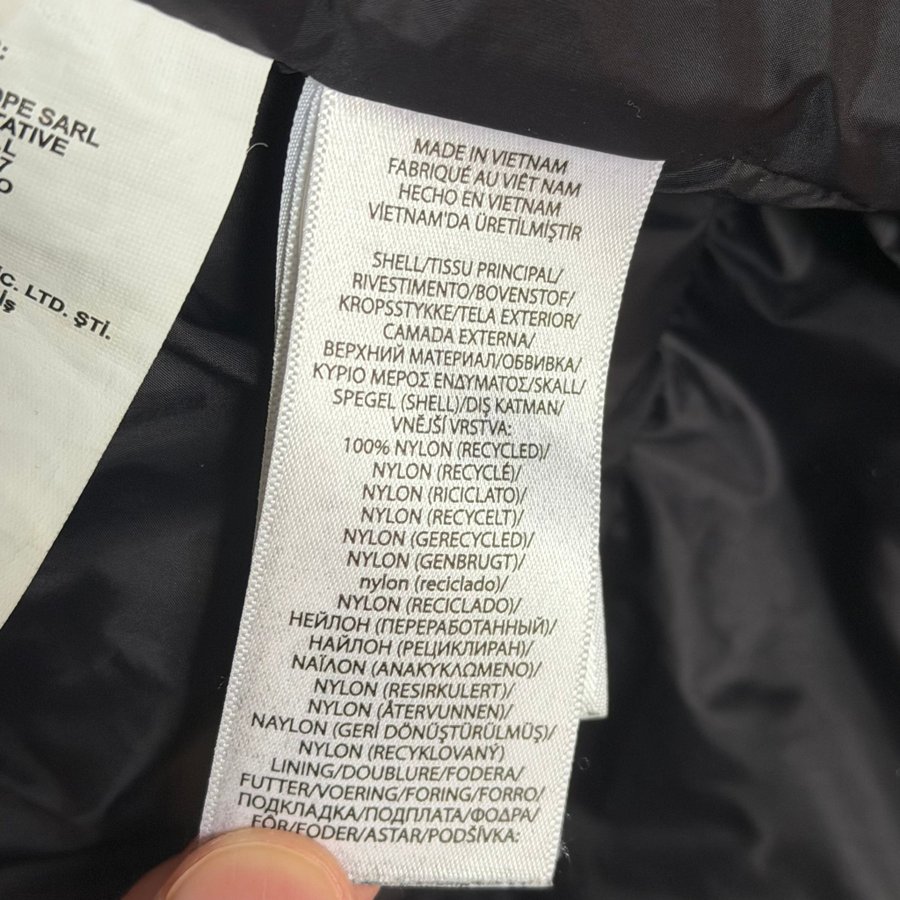 OPE SARL
TATIVE
L
7
O
C. LTD. ŞTİ.
MADE IN VIETNAM
FABRIQUÉ AU VIÊT NAM
HECHO EN VIETNAM
VİETNAM'DA ÜRETİLMİŞTİR
SHELL/TISSU PRINCIPAL/
RIVESTIMENTO/BOVENSTOF/
KROPSSTYKKE/TELA EXTERIOR/
CAMADA EXTERNA/
ВЕРХНИЙ МАТЕРИАЛ/ОБВИВКА/
ΚΥΡΙΟ ΜΕΡΟΣ ΕΝΔΥΜΑΤΟΣ/SKALL/
SPEGEL (SHELL)/DIŞ KATMAN/
VNĚJŠÍ VRSTVA:
100% NYLON (RECYCLED)/
NYLON (RECYCLÉ)/
NYLON (RICICLATO)/
NYLON (RECYCELT)/
NYLON (GERECYCLED)/
NYLON (GENBRUGT)/
nylon (reciclado)/
NYLON (RECICLADO)/
НЕЙЛОН (ПЕРЕРАБОТАННЫЙ)/
НАЙЛОН (РЕЦИКЛИРАН)/
ΝΑΪΛΟΝ (ΑΝΑΚΥΚΛΩΜΕΝΟ)/
NYLON (RESIRKULERT)/
NYLON (ÅTERVUNNEN)/
NAYLON (GERİ DÖNÜŞTÜRÜLMÜŞ)/
NYLON (RECYKLOVANÝ)
LINING/DOUBLURE/FODERA/
FUTTER/VOERING/FORING/FORRO/
ПОДКЛАДКА/ПОДПЛАТА/ΦΟΔΡΑ/
FÔR/FODER/ASTAR/PODŠÍVKA: